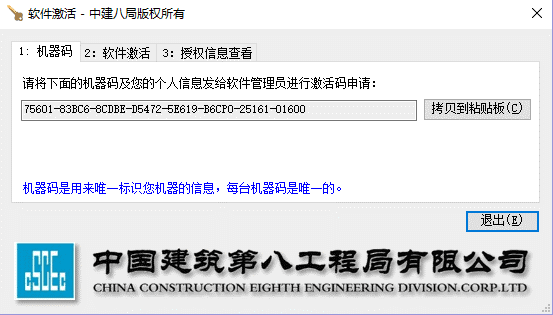 软件激活 - 中建八局版权所有
1: 机器码
2: 软件激活
3: 授权信息查看
请将下面的机器码及您的个人信息发给软件管理员进行激活码申请:
75601-83BC6-8CDBE-D5472-5E619-B6CP0-25161-01600
拷贝到粘贴板(C)
机器码是用来唯一标识您机器的信息，每台机器码是唯一的。
退出(E)
CSCEC
中国建筑第八工程局有限公司
CHINA CONSTRUCTION EIGHTH ENGINEERING DIVISION.CORP.LTD